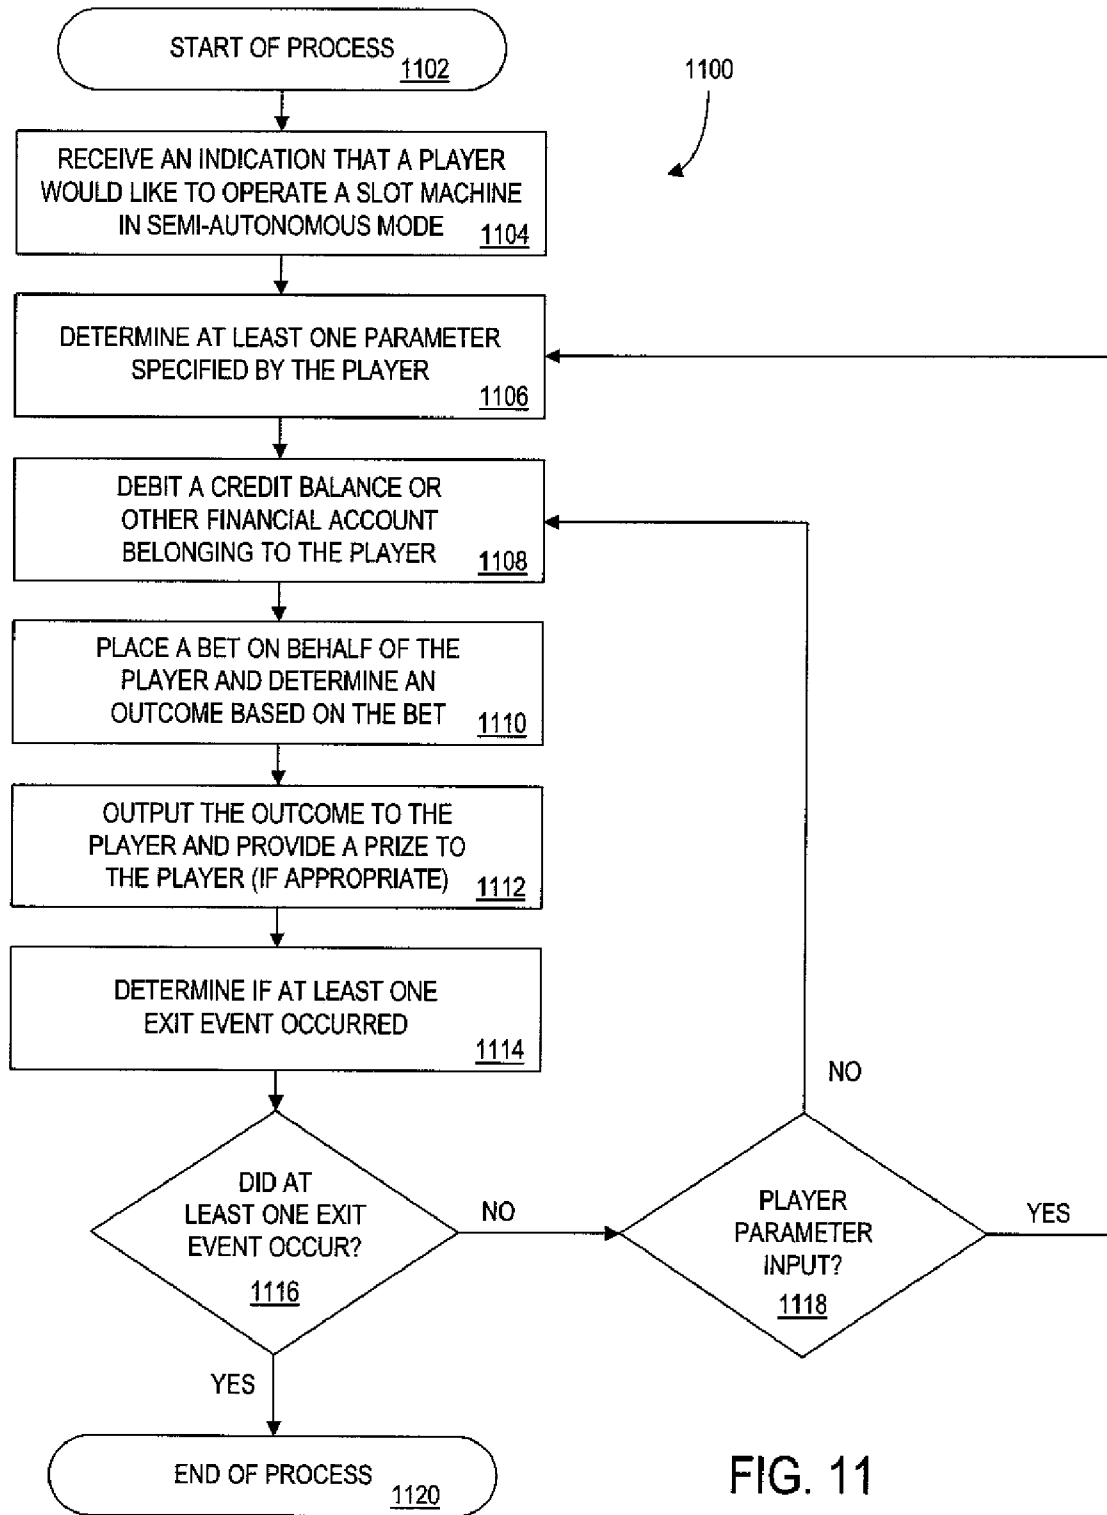 START OF PROCESS
1102
1100
RECEIVE AN INDICATION THAT A PLAYER
WOULD LIKE TO OPERATE A SLOT MACHINE
IN SEMI-AUTONOMOUS MODE
1104
DETERMINE AT LEAST ONE PARAMETER
SPECIFIED BY THE PLAYER
1106
DEBIT A CREDIT BALANCE OR
OTHER FINANCIAL ACCOUNT
BELONGING TO THE PLAYER
1108
PLACE A BET ON BEHALF OF THE
PLAYER AND DETERMINE AN
OUTCOME BASED ON THE BET
1110
OUTPUT THE OUTCOME TO THE
PLAYER AND PROVIDE A PRIZE TO
THE PLAYER (IF APPROPRIATE)
1112
DETERMINE IF AT LEAST ONE
EXIT EVENT OCCURRED
1114
DID AT
LEAST ONE EXIT
EVENT OCCUR?
1116
NO
YES
PLAYER
PARAMETER
INPUT?
1118
NO
YES
END OF PROCESS
1120
FIG. 11